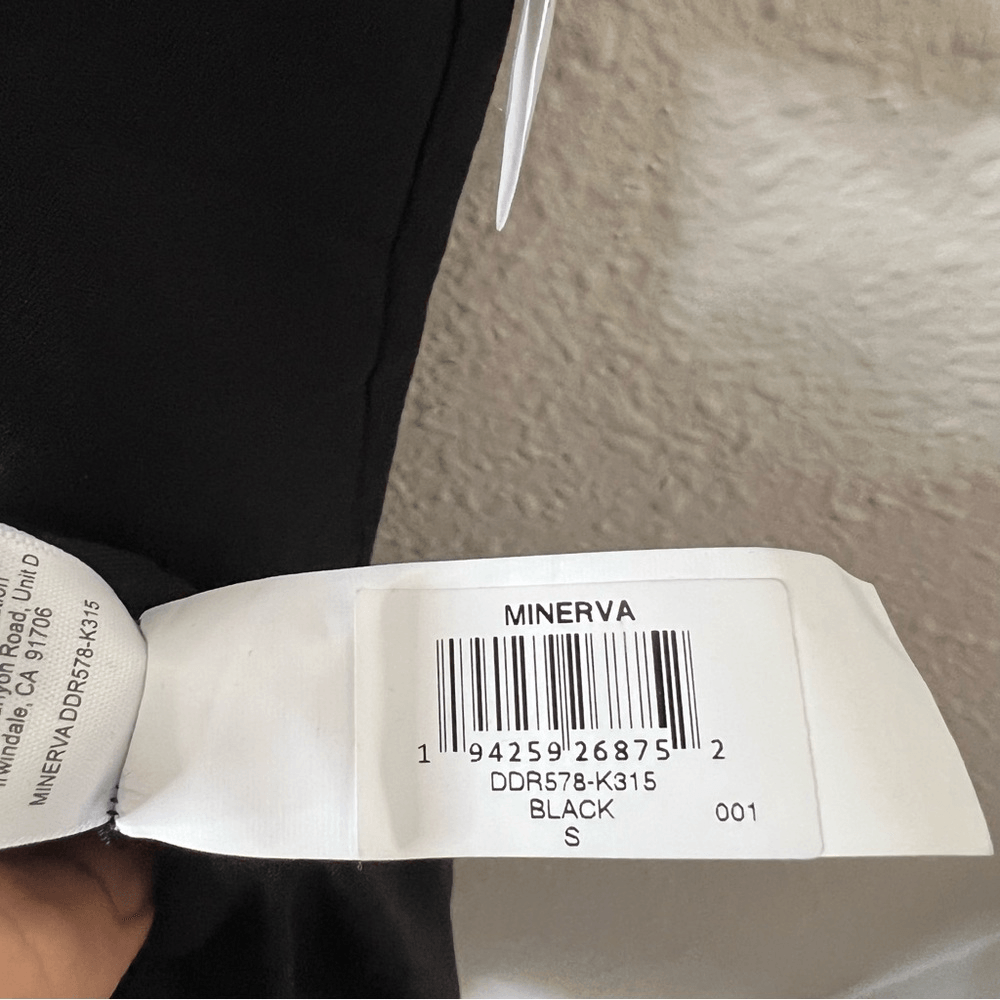 Road, Unit D
CA 91706
MINERVA DDR578-K315
MINERVA
1 94259 26875 2
DDR578-K315
BLACK
001
S